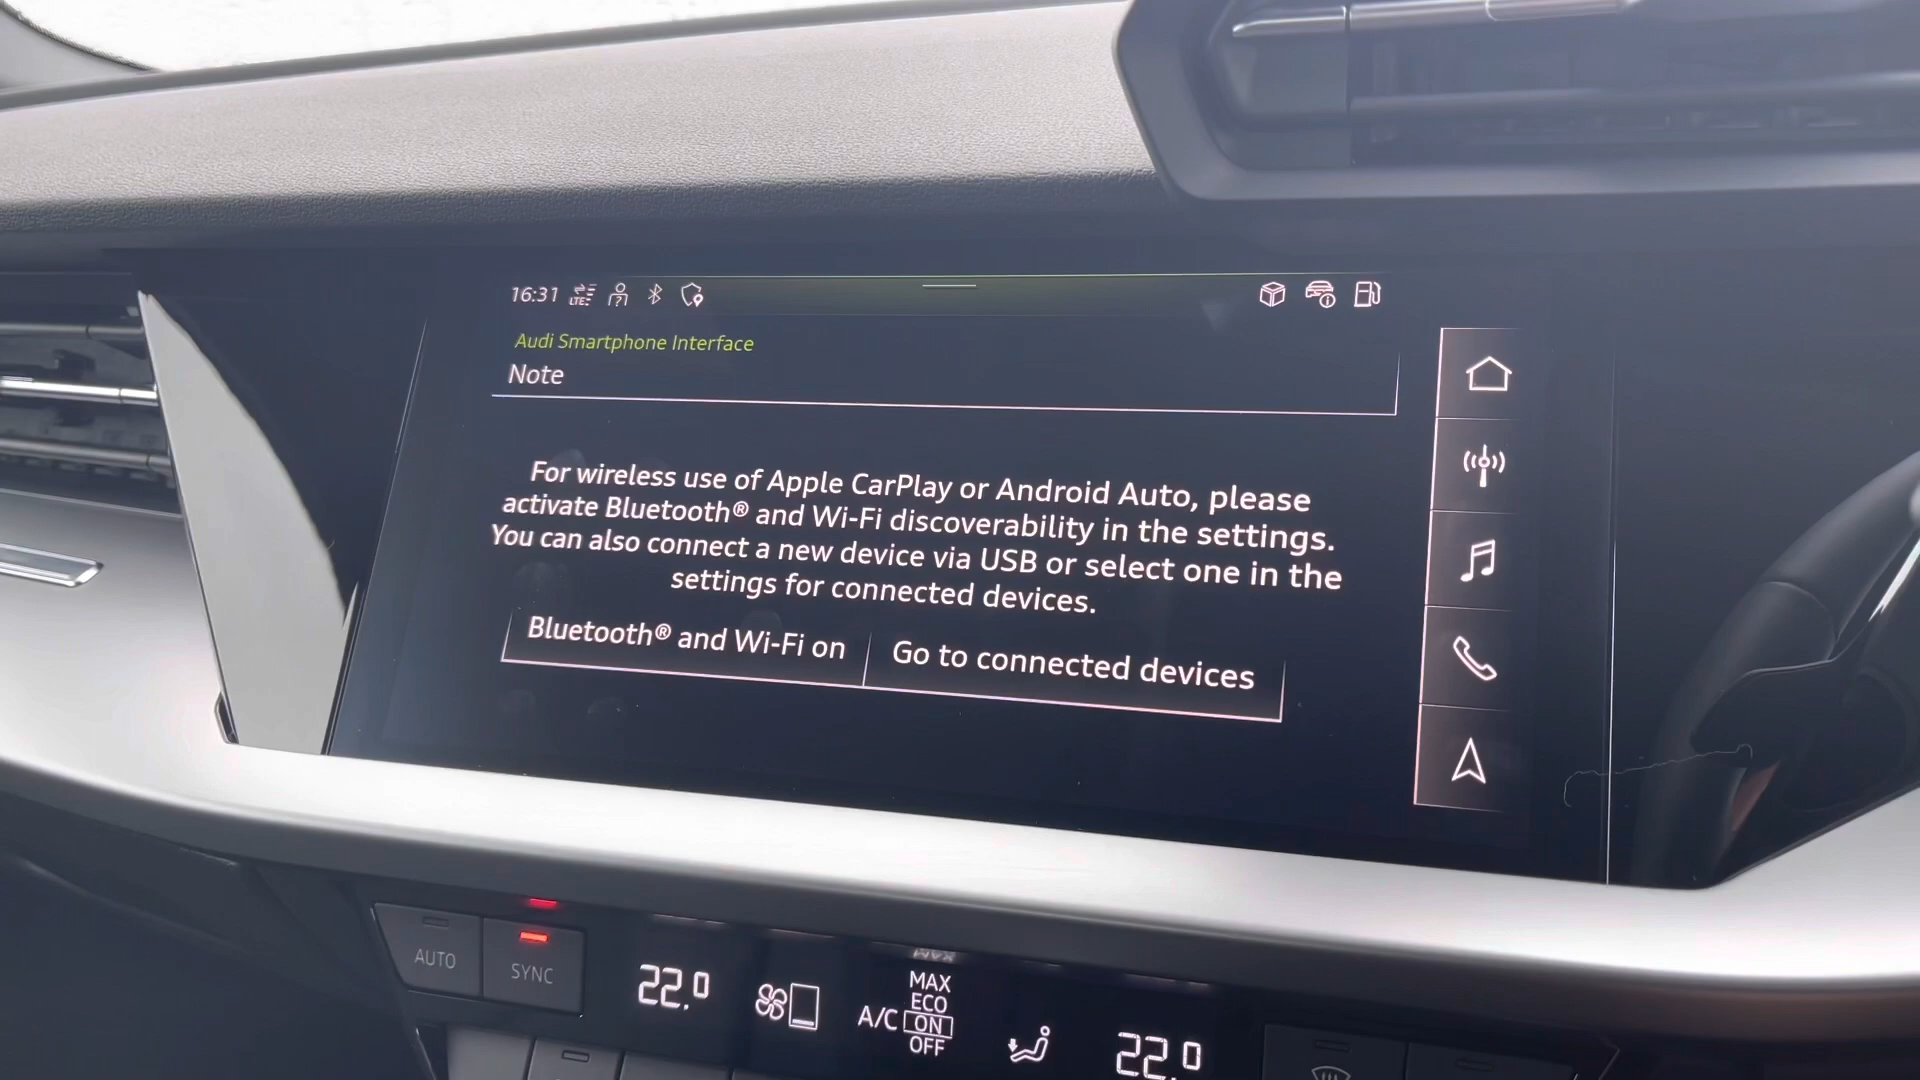 16:31 LTE
Audi Smartphone Interface
Note
For wireless use of Apple CarPlay or Android Auto, please
activate Bluetooth® and Wi-Fi discoverability in the settings.
You can also connect a new device via USB or select one in the
settings for connected devices.
Bluetooth® and Wi-Fi on
Go to connected devices
AUTO
SYNC
22.0
A/C
MAX
ECO
ON
OFF
22.0